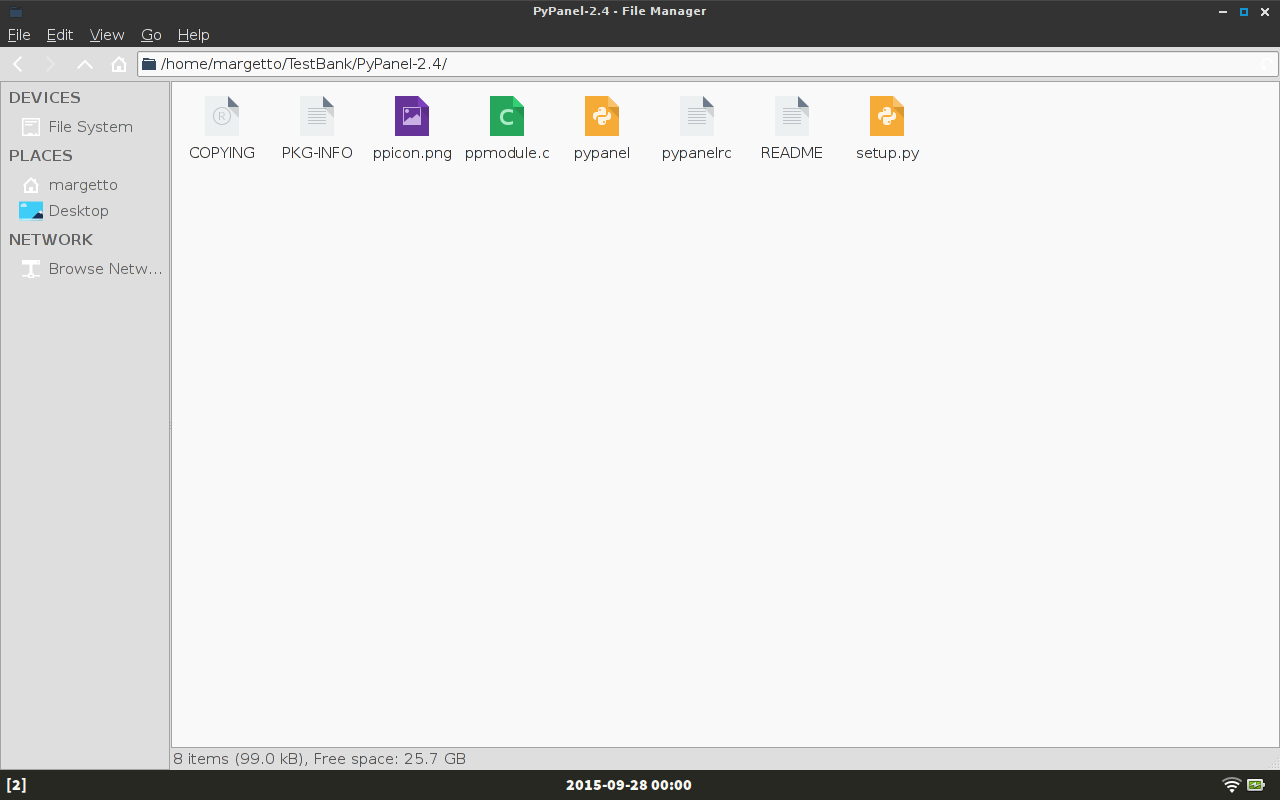 PyPanel-2.4 - File Manager
File Edit View Go Help
/home/margetto/TestBank/PyPanel-2.4/
DEVICES
File System
PLACES
margetto
Desktop
NETWORK
Browse Netw...
COPYING PKG-INFO ppicon.png ppmodule.c pypanel pypanelrc README setup.py
8 items (99.0 kB), Free space: 25.7 GB
[2] 2015-09-28 00:00